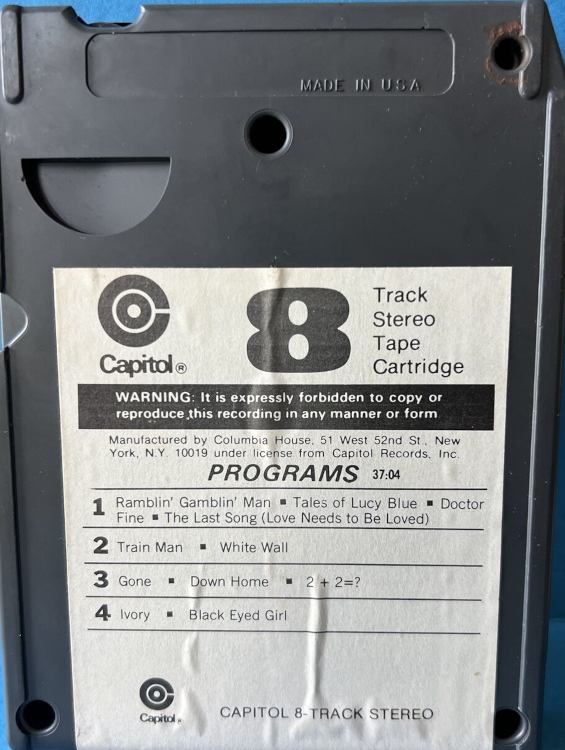 MADE IN USA
Capitol®
8
Track
Stereo
Tape
Cartridge
WARNING: It is expressly forbidden to copy or
reproduce this recording in any manner or form
Manufactured by Columbia House, 51 West 52nd St., New
York, N.Y. 10019 under license from Capitol Records, Inc.
PROGRAMS 37:04
1 Ramblin' Gamblin' Man ▪ Tales of Lucy Blue ▪ Doctor
Fine ▪ The Last Song (Love Needs to Be Loved)
2 Train Man ▪ White Wall
3 Gone ▪ Down Home ▪ 2 + 2=?
4 Ivory ▪ Black Eyed Girl
Capitol®
CAPITOL 8-TRACK STEREO